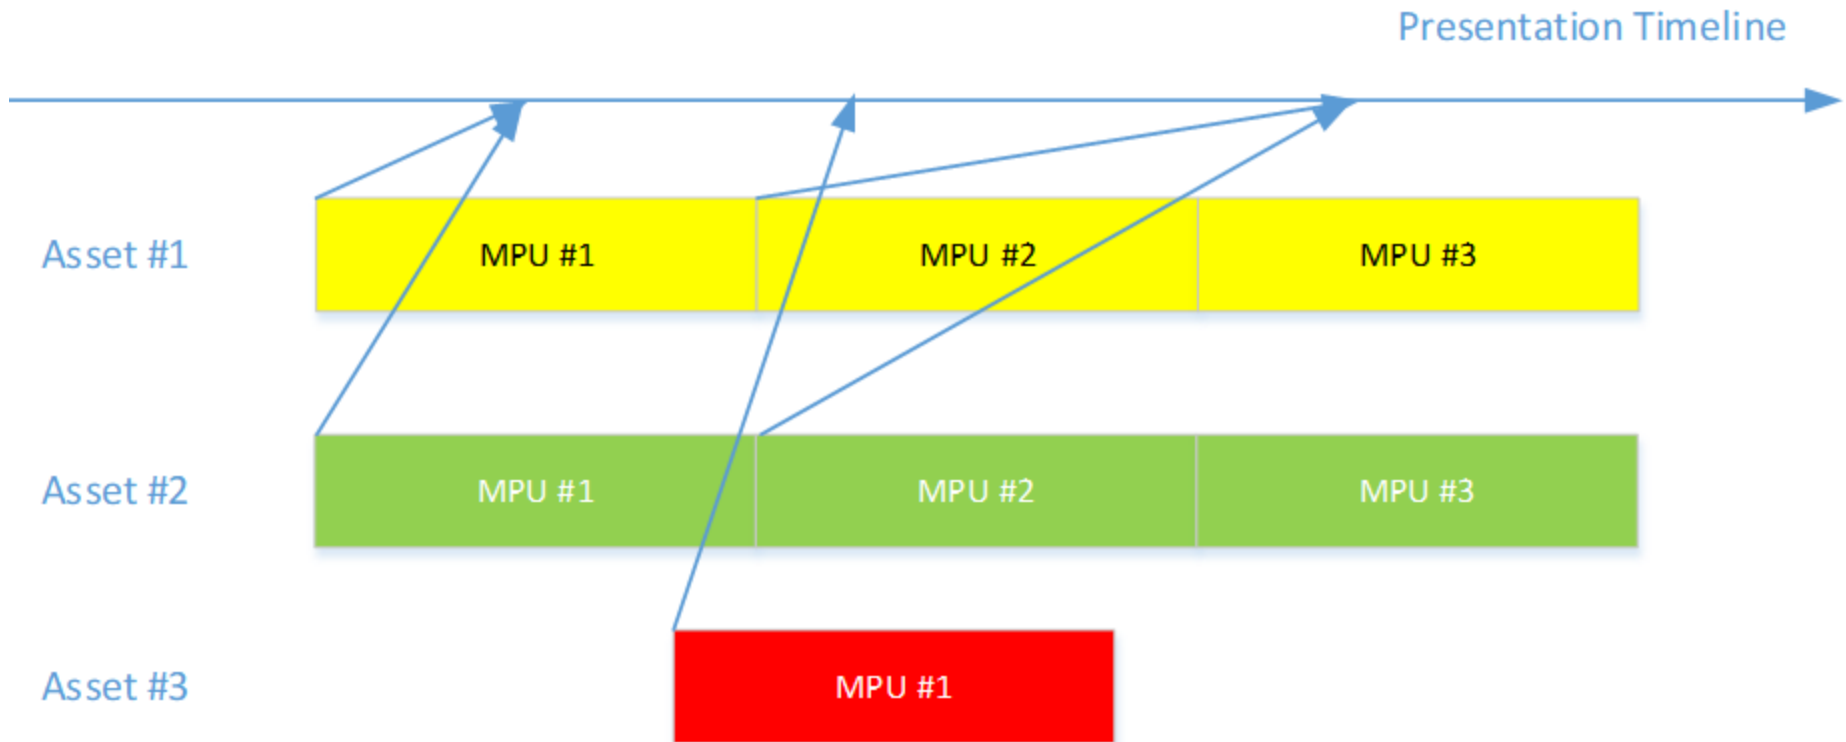 Presentation Timeline
Asset #1
MPU #1
MPU #2
MPU #3
Asset #2
MPU #1
MPU #2
MPU #3
Asset #3
MPU #1